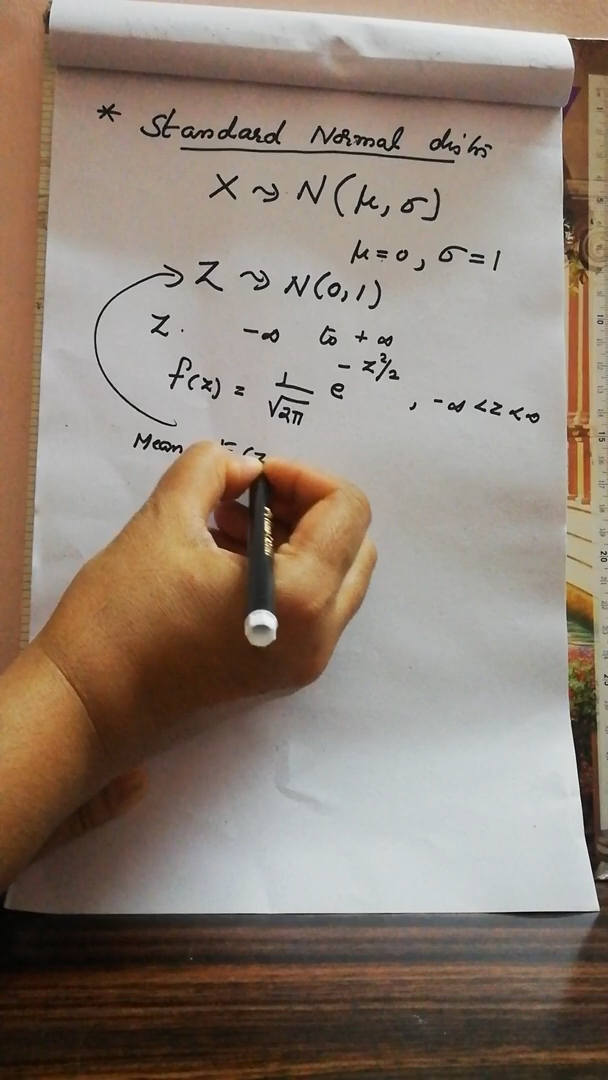 * Standard Normal distri
X ~> N(μ, σ)
μ=0, σ=1
Z ~> N(0,1)
Z. -∞ to +∞
f(z) = 1/√2π e^-z²/2 , -∞<z<∞
Mean E(z